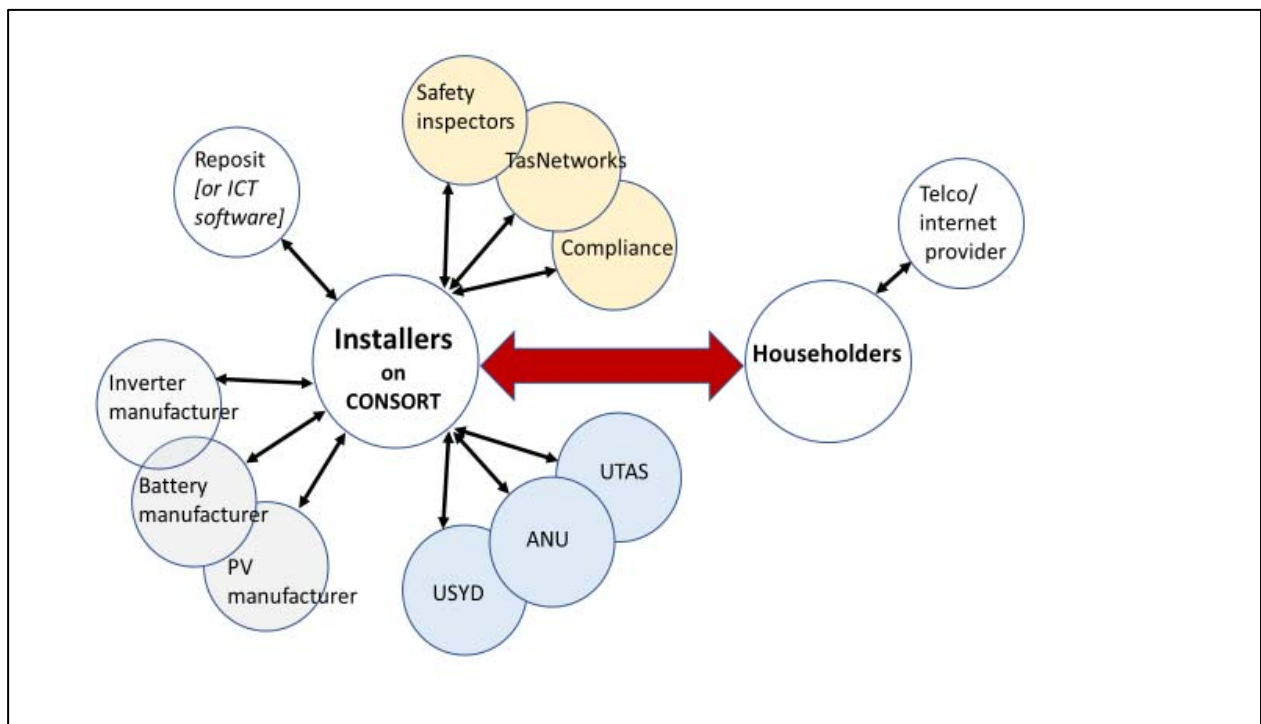 Safety
inspectors
TasNetworks
Compliance
Reposit
[or ICT
software]
Telco/
internet
provider
Installers
on
CONSORT
Householders
Inverter
manufacturer
Battery
manufacturer
PV
manufacturer
UTAS
ANU
USYD